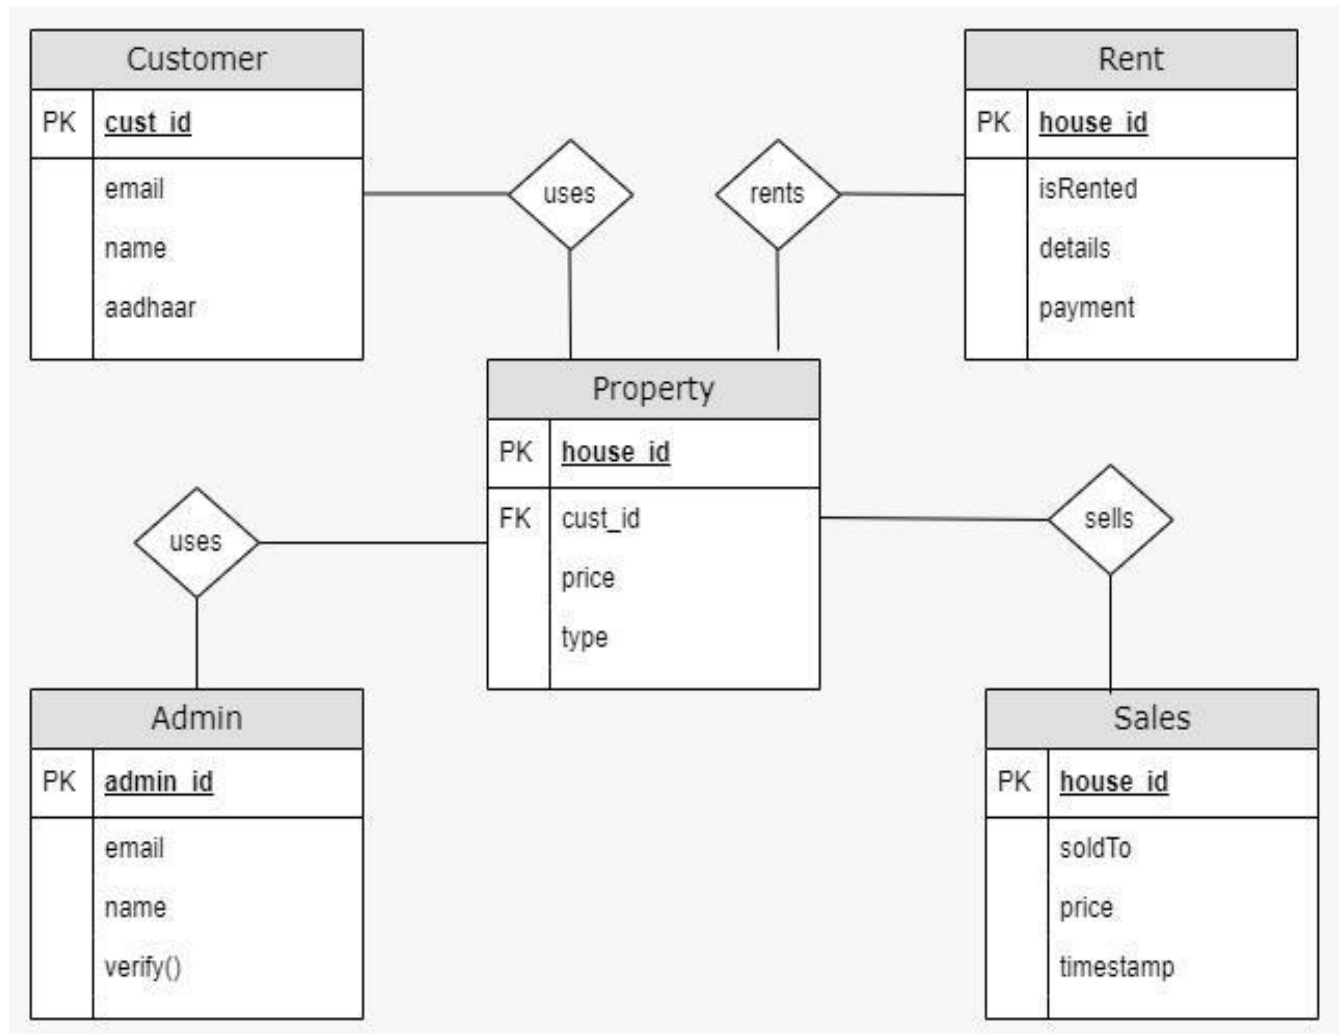 Customer
PK cust_id
email
name
aadhaar
uses
rents
Rent
PK house_id
isRented
details
payment
Property
PK house_id
FK cust_id
price
type
uses
sells
Admin
PK admin_id
email
name
verify()
Sales
PK house_id
soldTo
price
timestamp